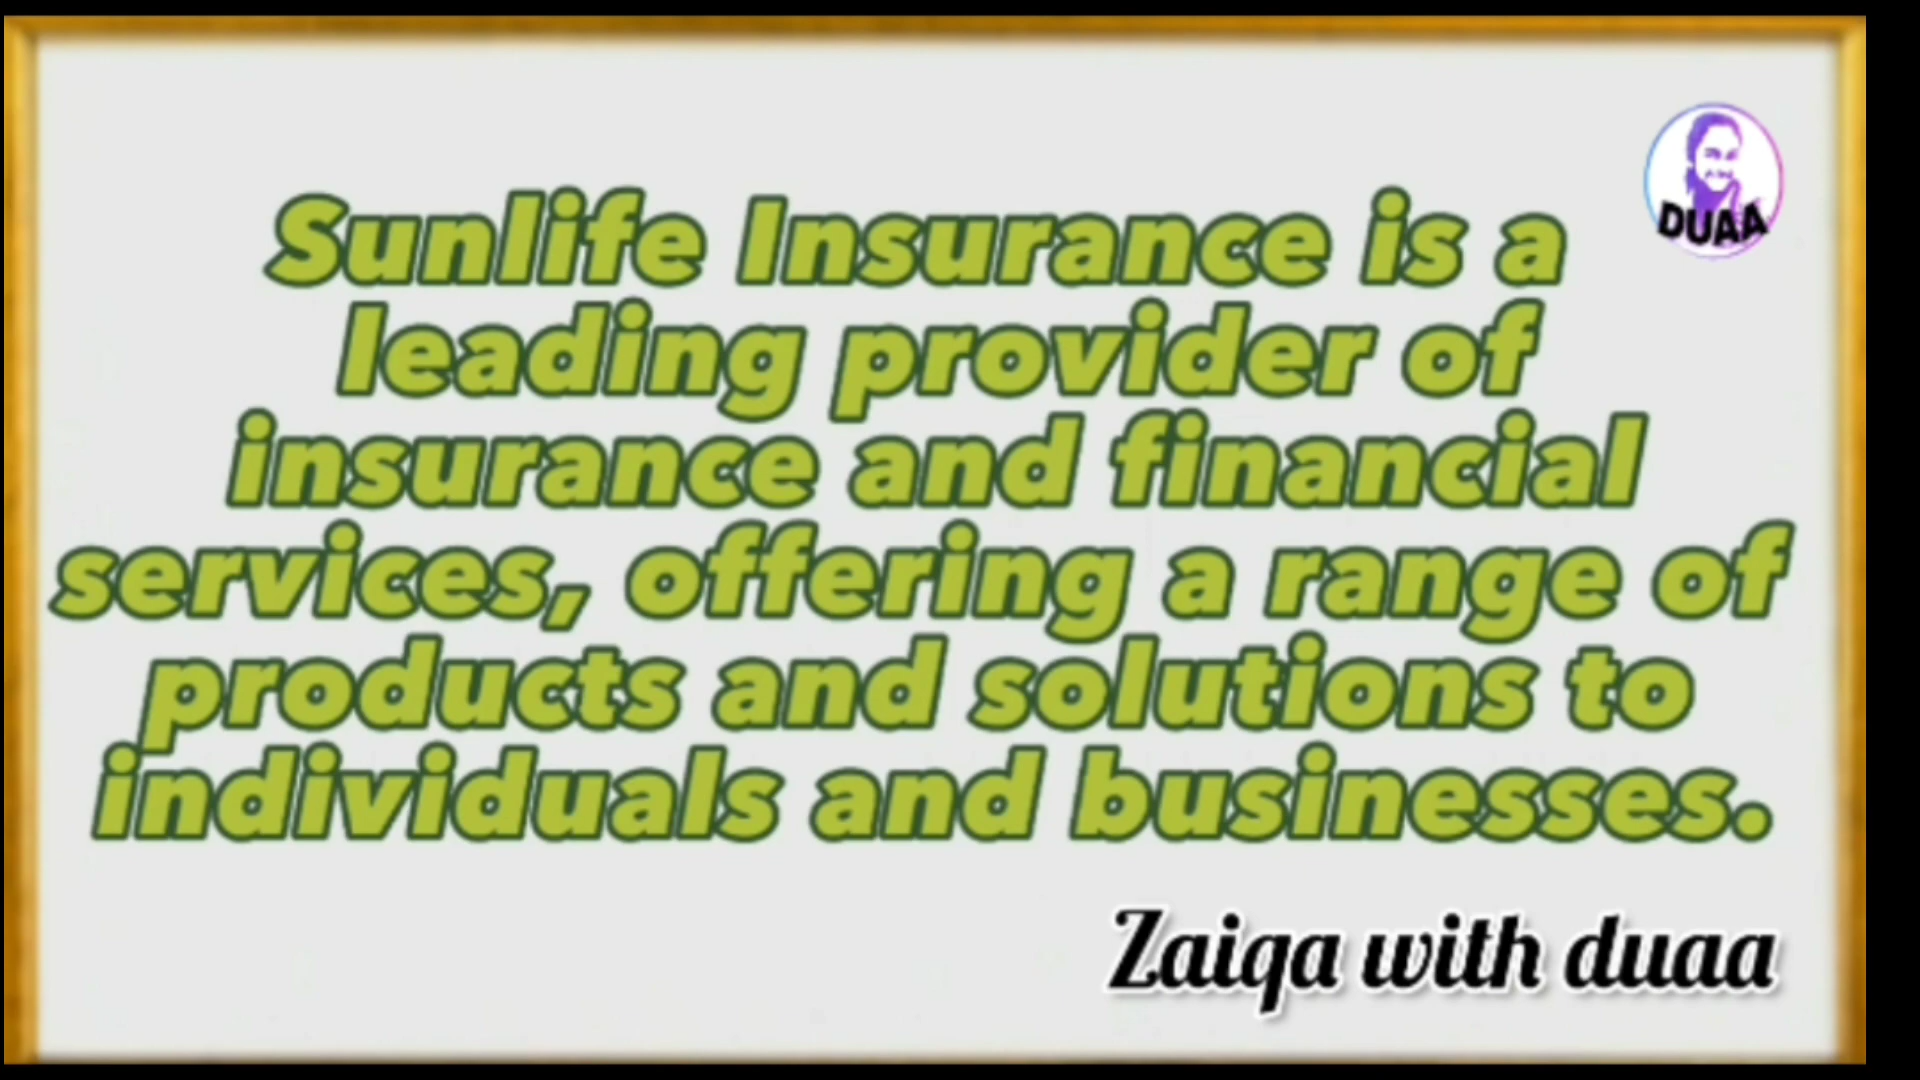 DUAA
Sunlife Insurance is a
leading provider of
insurance and financial
services, offering a range of
products and solutions to
individuals and businesses.
Zaiqa with duaa